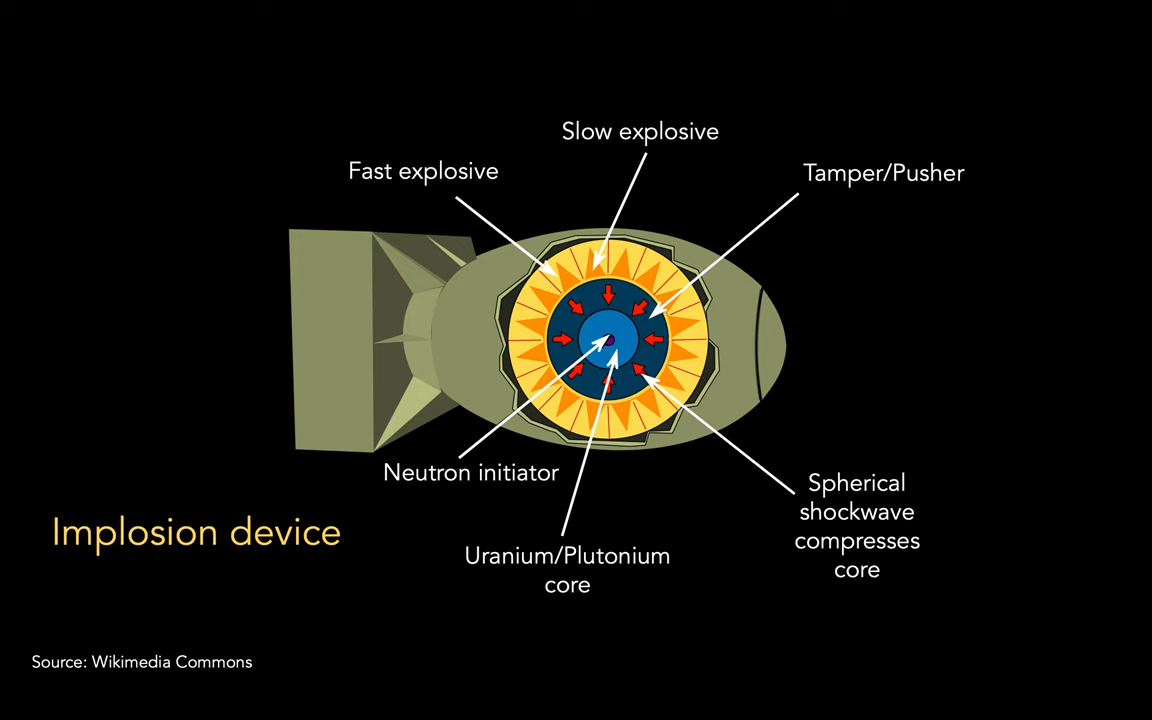 Slow explosive
Fast explosive
Tamper/Pusher
Neutron initiator
Spherical
shockwave
compresses
core
Implosion device
Uranium/Plutonium
core
Source: Wikimedia Commons